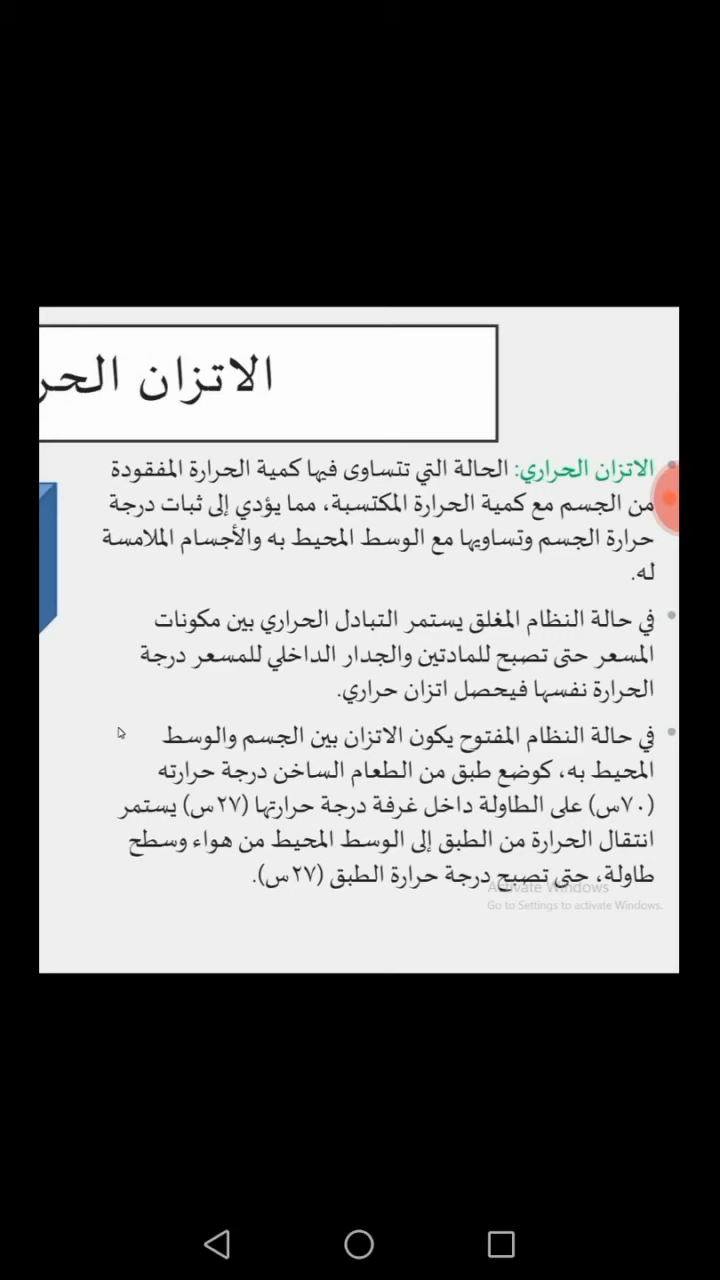 الاتزان الحر
الاتزان الحراري: الحالة التي تتساوى فيها كمية الحرارة المفقودة
من الجسم مع كمية الحرارة المكتسبة، مما يؤدي إلى ثبات درجة
حرارة الجسم وتساويها مع الوسط المحيط به والأجسام الملامسة
له.
في حالة النظام المغلق يستمر التبادل الحراري بين مكونات
المسعر حتى تصبح للمادتين والجدار الداخلي للمسعر درجة
الحرارة نفسها فيحصل اتزان حراري.
في حالة النظام المفتوح يكون الاتزان بين الجسم والوسط
المحيط به، كوضع طبق من الطعام الساخن درجة حرارته
(٧٠س) على الطاولة داخل غرفة درجة حرارتها (٢٧س) يستمر
انتقال الحرارة من الطبق إلى الوسط المحيط من هواء وسطح
طاولة، حتى تصبح درجة حرارة الطبق (٢٧س).
Activate Windows
Go to Settings to activate Windows.